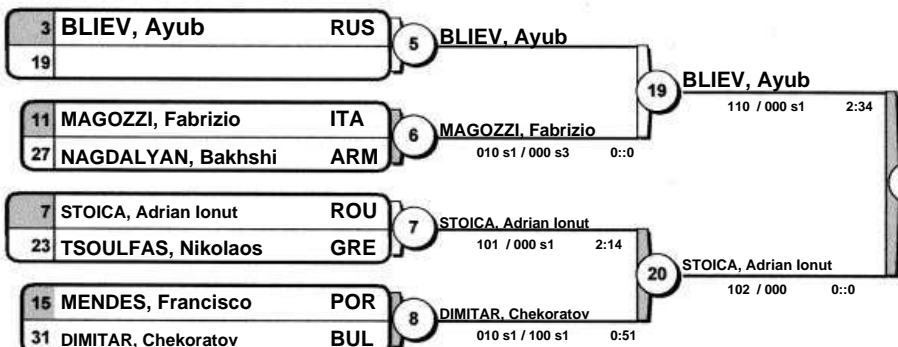 3 BLIEV, Ayub RUS
19
5 BLIEV, Ayub
11 MAGOZZI, Fabrizio ITA
27 NAGDALYAN, Bakhshi ARM
6 MAGOZZI, Fabrizio
010 s1 / 000 s3 0::0
19 BLIEV, Ayub
110 / 000 s1 2:34
7 STOICA, Adrian Ionut ROU
23 TSOULFAS, Nikolaos GRE
7 STOICA, Adrian Ionut
101 / 000 s1 2:14
15 MENDES, Francisco POR
31 DIMITAR, Chekoratov BUL
8 DIMITAR, Chekoratov
010 s1 / 100 s1 0:51
20 STOICA, Adrian Ionut
102 / 000 0::0